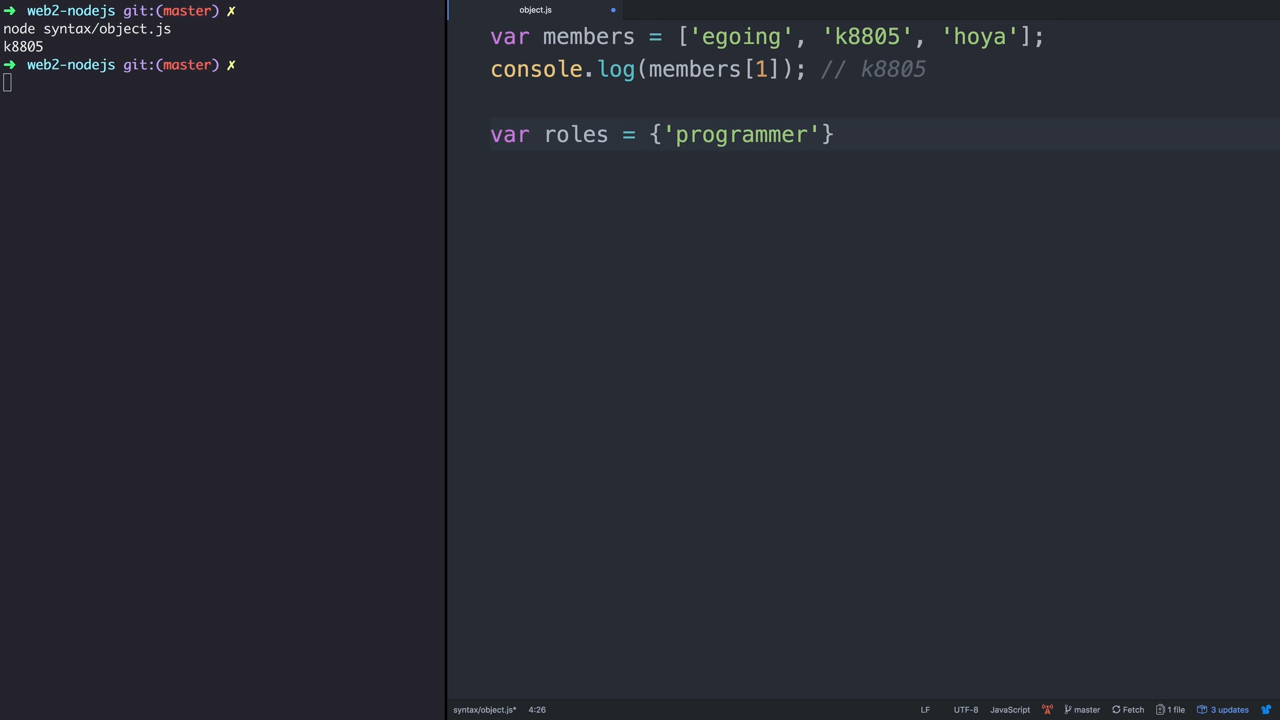 ➜ web2-nodejs git:(master) ✗
node syntax/object.js
k8805
➜ web2-nodejs git:(master) ✗
object.js
var members = ['egoing', 'k8805', 'hoya'];
console.log(members[1]); // k8805
var roles = {'programmer'}
syntax/object.js* 4:26 LF UTF-8 JavaScript master Fetch 1 file 3 updates